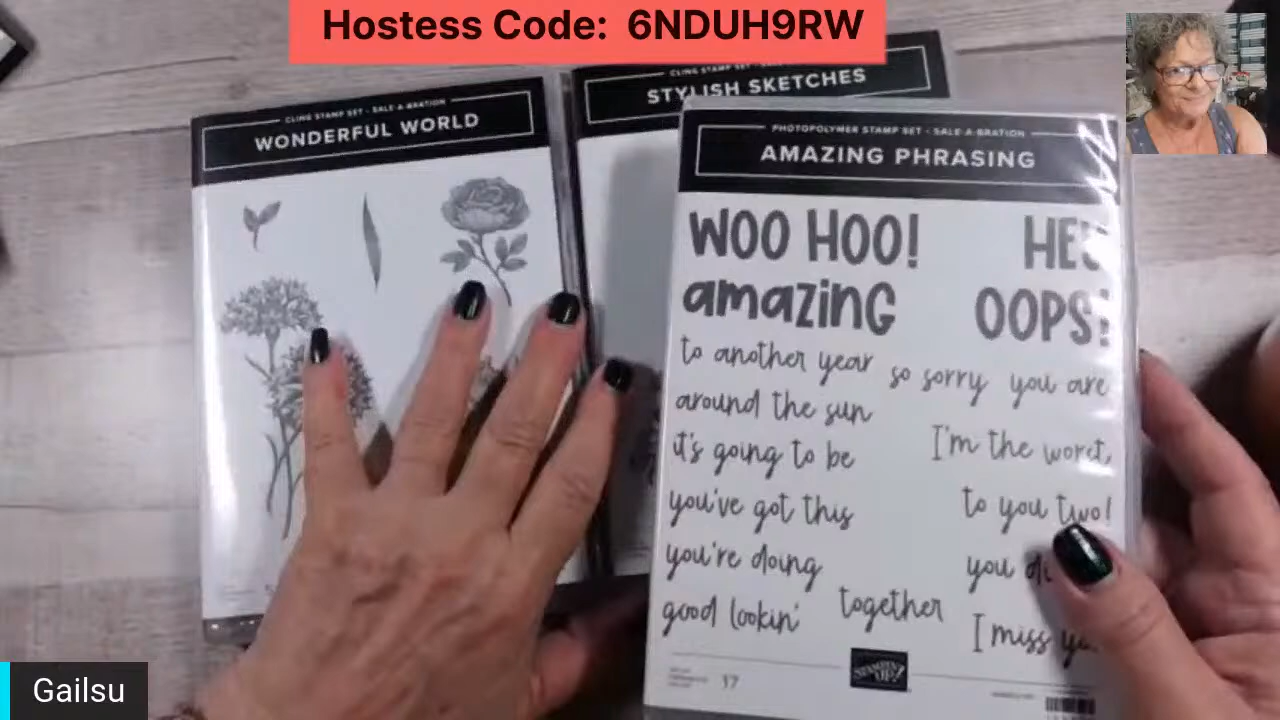 Hostess Code: 6NDUH9RW
CLING STAMP SET • SALE-A-BRATION
WONDERFUL WORLD
CLING STAMP SET •
STYLISH SKETCHES
PHOTOPOLYMER STAMP SET • SALE-A-BRATION
AMAZING PHRASING
WOO HOO!
amazing
OOPS!
to another year
so sorry
you are
around the sun
it's going to be
I'm the worst,
you've got this
to you two!
you're doing
you
good lookin'
together
I miss
STAMPIN' UP!
17
Gailsu